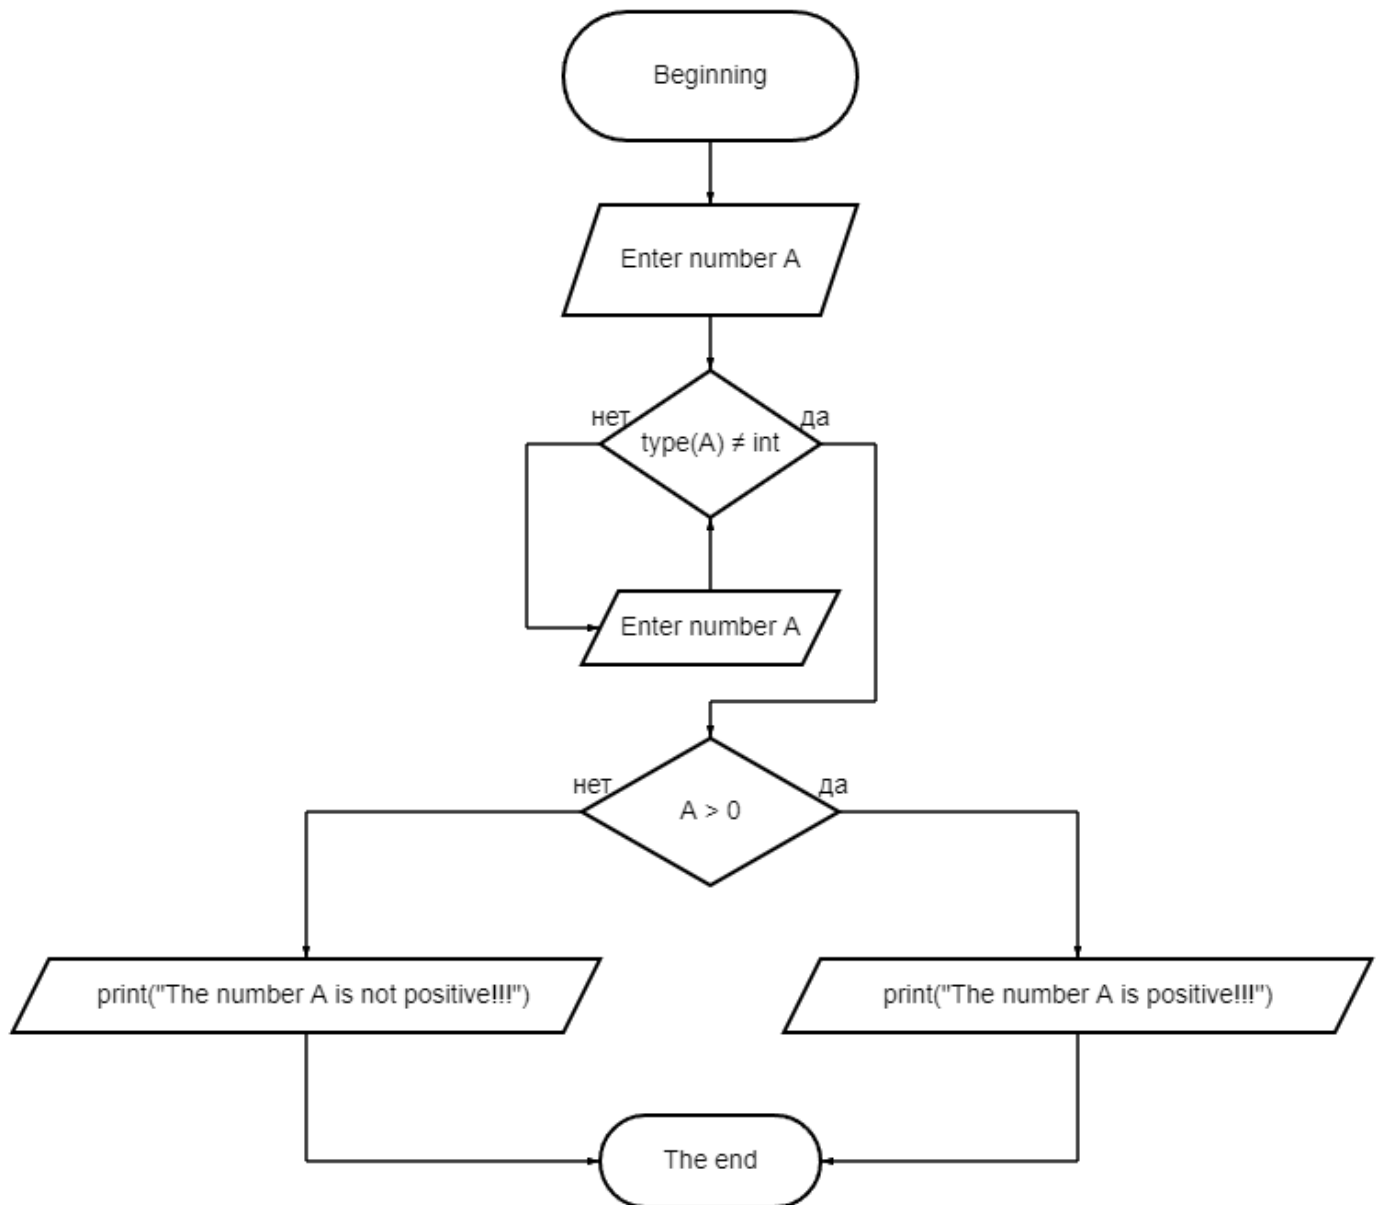 Beginning
Enter number A
нет
да
type(A) ≠ int
Enter number A
нет
да
A > 0
print("The number A is not positive!!!")
print("The number A is positive!!!")
The end